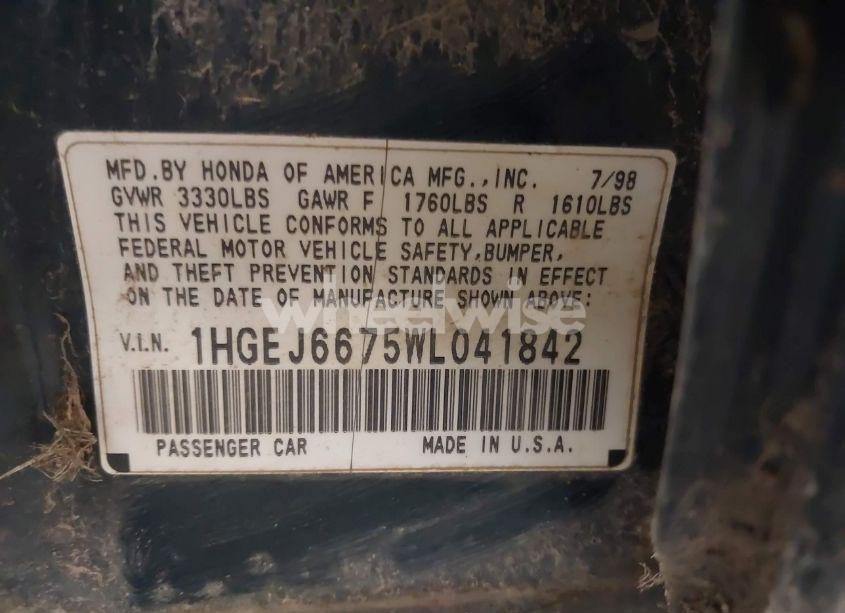 MFD.BY HONDA OF AMERICA MFG.,INC. 7/98
GVWR 3330LBS GAWR F 1760LBS R 1610LBS
THIS VEHICLE CONFORMS TO ALL APPLICABLE
FEDERAL MOTOR VEHICLE SAFETY,BUMPER,
AND THEFT PREVENTION STANDARDS IN EFFECT
ON THE DATE OF MANUFACTURE SHOWN ABOVE:
wheelwise
V.I.N. 1HGEJ6675WL041842
PASSENGER CAR MADE IN U.S.A.